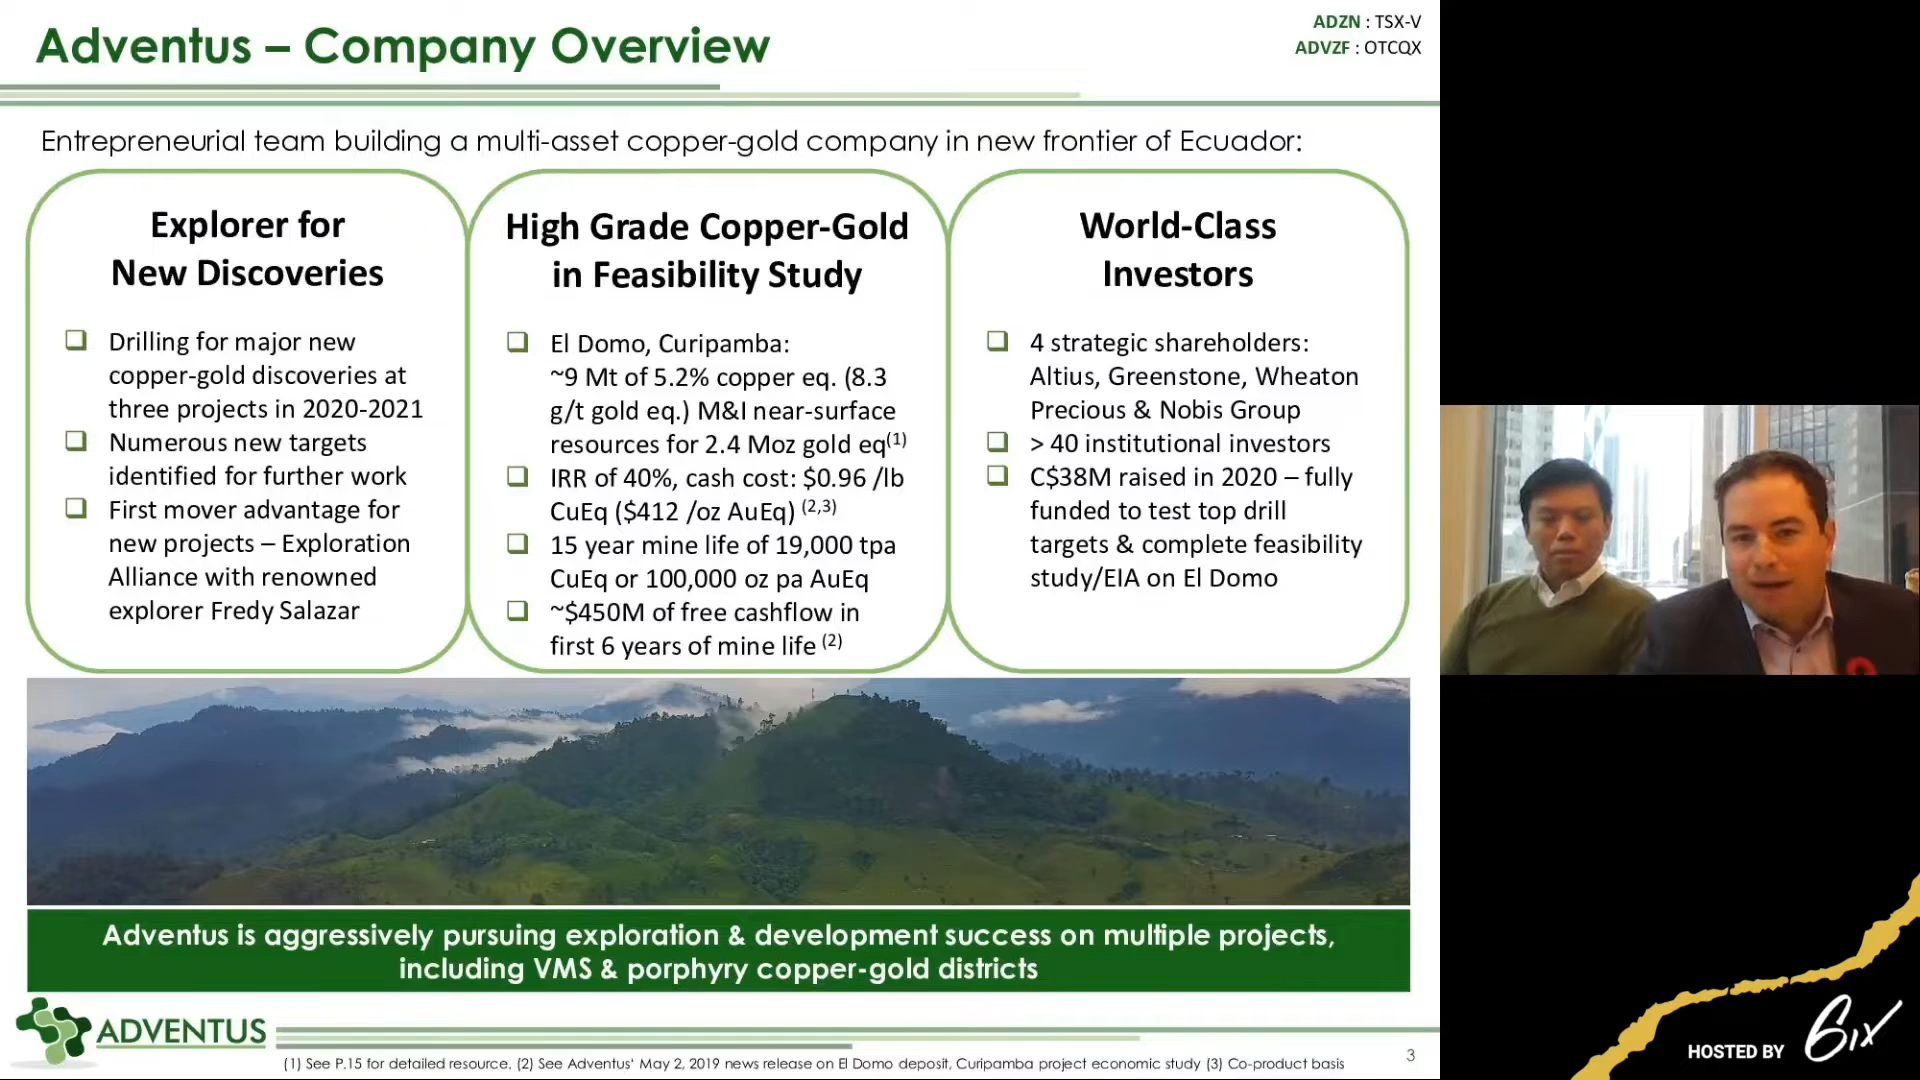 Adventus – Company Overview
ADZN : TSX-V
ADVZF : OTCQX
Entrepreneurial team building a multi-asset copper-gold company in new frontier of Ecuador:
Explorer for
New Discoveries
Drilling for major new
copper-gold discoveries at
three projects in 2020-2021
Numerous new targets
identified for further work
First mover advantage for
new projects – Exploration
Alliance with renowned
explorer Fredy Salazar
High Grade Copper-Gold
in Feasibility Study
El Domo, Curipamba:
~9 Mt of 5.2% copper eq. (8.3
g/t gold eq.) M&I near-surface
resources for 2.4 Moz gold eq(1)
IRR of 40%, cash cost: $0.96 /lb
CuEq ($412 /oz AuEq) (2,3)
15 year mine life of 19,000 tpa
CuEq or 100,000 oz pa AuEq
~$450M of free cashflow in
first 6 years of mine life (2)
World-Class
Investors
4 strategic shareholders:
Altius, Greenstone, Wheaton
Precious & Nobis Group
> 40 institutional investors
C$38M raised in 2020 – fully
funded to test top drill
targets & complete feasibility
study/EIA on El Domo
Adventus is aggressively pursuing exploration & development success on multiple projects,
including VMS & porphyry copper-gold districts
ADVENTUS
(1) See P.15 for detailed resource. (2) See Adventus' May 2, 2019 news release on El Domo deposit, Curipamba project economic study (3) Co-product basis
3
HOSTED BY 6ix